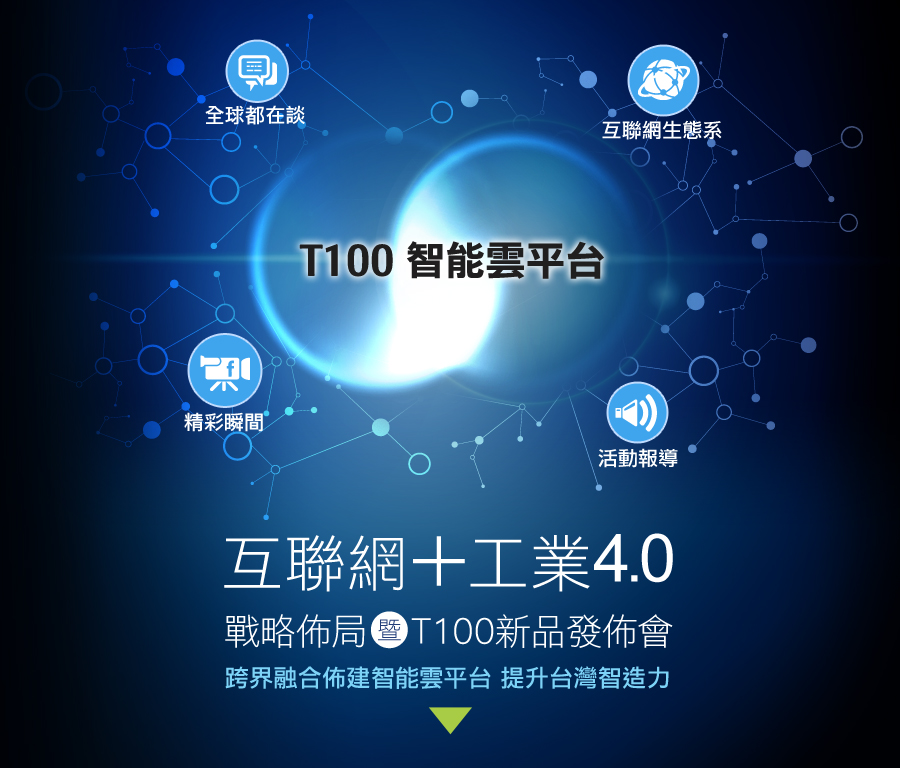 全球都在談
互聯網生態系
T100 智能雲平台
精彩瞬間
活動報導
互聯網＋工業4.0
戰略佈局暨T100新品發佈會
跨界融合佈建智能雲平台 提升台灣智造力